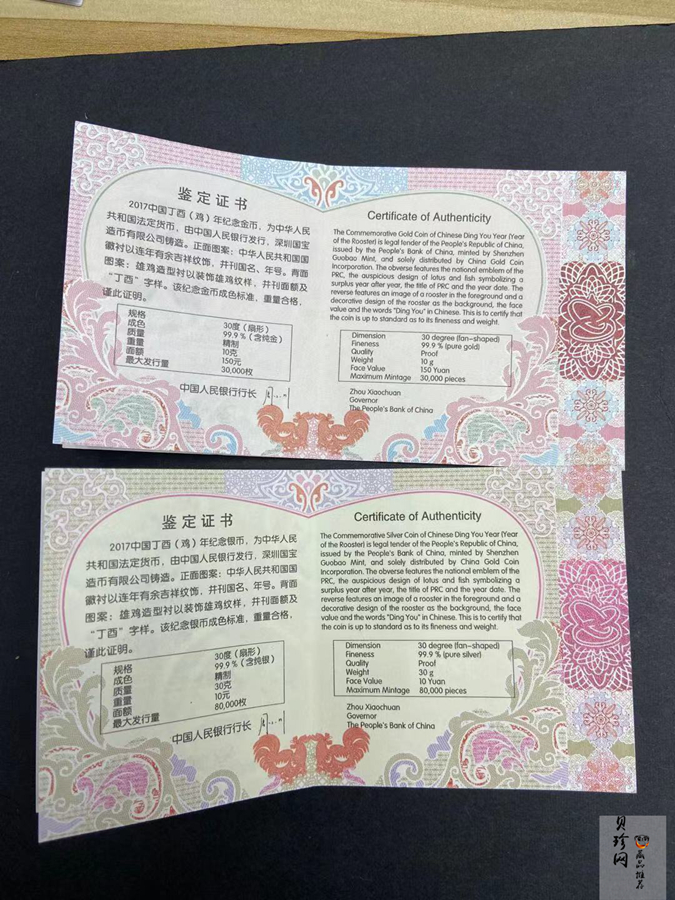 鉴定证书
2017中国丁酉（鸡）年纪念金币，为中华人民
共和国法定货币，由中国人民银行发行，深圳国宝
造币有限公司铸造。正面图案：中华人民共和国国
徽衬以连年有余吉祥纹饰，并刊国名、年号。背面
图案：雄鸡造型衬以装饰雄鸡纹样，并刊面额及
“丁酉”字样。该纪念金币成色标准，重量合格，
谨此证明。
规格 30度（扇形）
成色 99.9％（含纯金）
质量 精制
重量 10克
面额 150元
最大发行量 30,000枚
中国人民银行行长
Certificate of Authenticity
The Commemorative Gold Coin of Chinese Ding You Year (Year
of the Rooster) is legal tender of the People's Republic of China,
issued by the People's Bank of China, minted by Shenzhen
Guobao Mint, and solely distributed by China Gold Coin
Incorporation. The obverse features the national emblem of the
PRC, the auspicious design of lotus and fish symbolizing a
surplus year after year, the title of PRC and the year date. The
reverse features an image of a rooster in the foreground and a
decorative design of the rooster as the background, the face
value and the words "Ding You" in Chinese. This is to certify that
the coin is up to standard as to its fineness and weight.
Dimension 30 degree (fan-shaped)
Fineness 99.9 % (pure gold)
Quality Proof
Weight 10 g
Face Value 150 Yuan
Maximum Mintage 30,000 pieces
Zhou Xiaochuan
Governor
The People's Bank of China
鉴定证书
2017中国丁酉（鸡）年纪念银币，为中华人民
共和国法定货币，由中国人民银行发行，深圳国宝
造币有限公司铸造。正面图案：中华人民共和国国
徽衬以连年有余吉祥纹饰，并刊国名、年号。背面
图案：雄鸡造型衬以装饰雄鸡纹样，并刊面额及
“丁酉”字样。该纪念银币成色标准，重量合格，
谨此证明。
规格 30度（扇形）
成色 99.9％（含纯银）
质量 精制
重量 30克
面额 10元
最大发行量 80,000枚
中国人民银行行长
Certificate of Authenticity
The Commemorative Silver Coin of Chinese Ding You Year (Year
of the Rooster) is legal tender of the People's Republic of China,
issued by the People's Bank of China, minted by Shenzhen
Guobao Mint, and solely distributed by China Gold Coin
Incorporation. The obverse features the national emblem of the
PRC, the auspicious design of lotus and fish symbolizing a
surplus year after year, the title of PRC and the year date. The
reverse features an image of a rooster in the foreground and a
decorative design of the rooster as the background, the face
value and the words "Ding You" in Chinese. This is to certify that
the coin is up to standard as to its fineness and weight.
Dimension 30 degree (fan-shaped)
Fineness 99.9 % (pure silver)
Quality Proof
Weight 30 g
Face Value 10 Yuan
Maximum Mintage 80,000 pieces
Zhou Xiaochuan
Governor
The People's Bank of China
贝珍网
藏品推荐